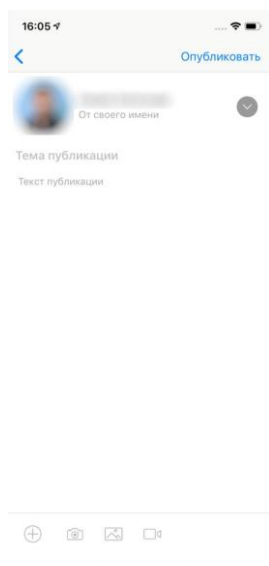 16:05
Опубликовать
От своего имени
Тема публикации
Текст публикации